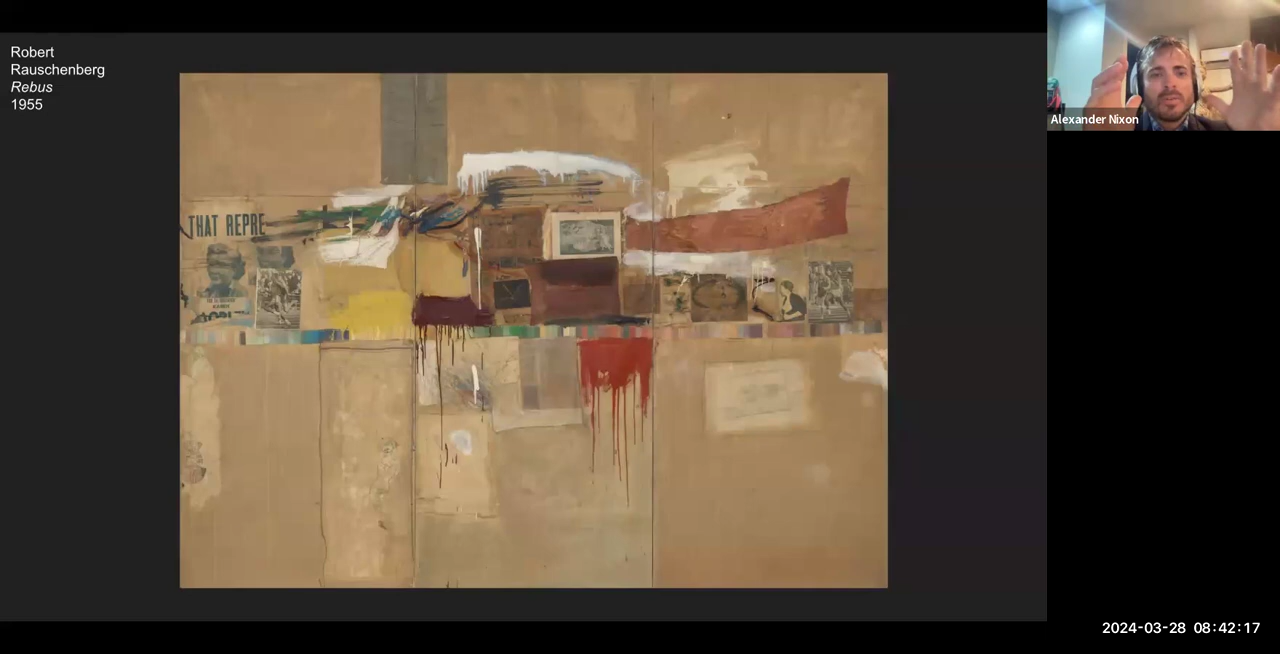 Robert
Rauschenberg
Rebus
1955
THAT REPRE
Alexander Nixon
2024-03-28 08:42:17